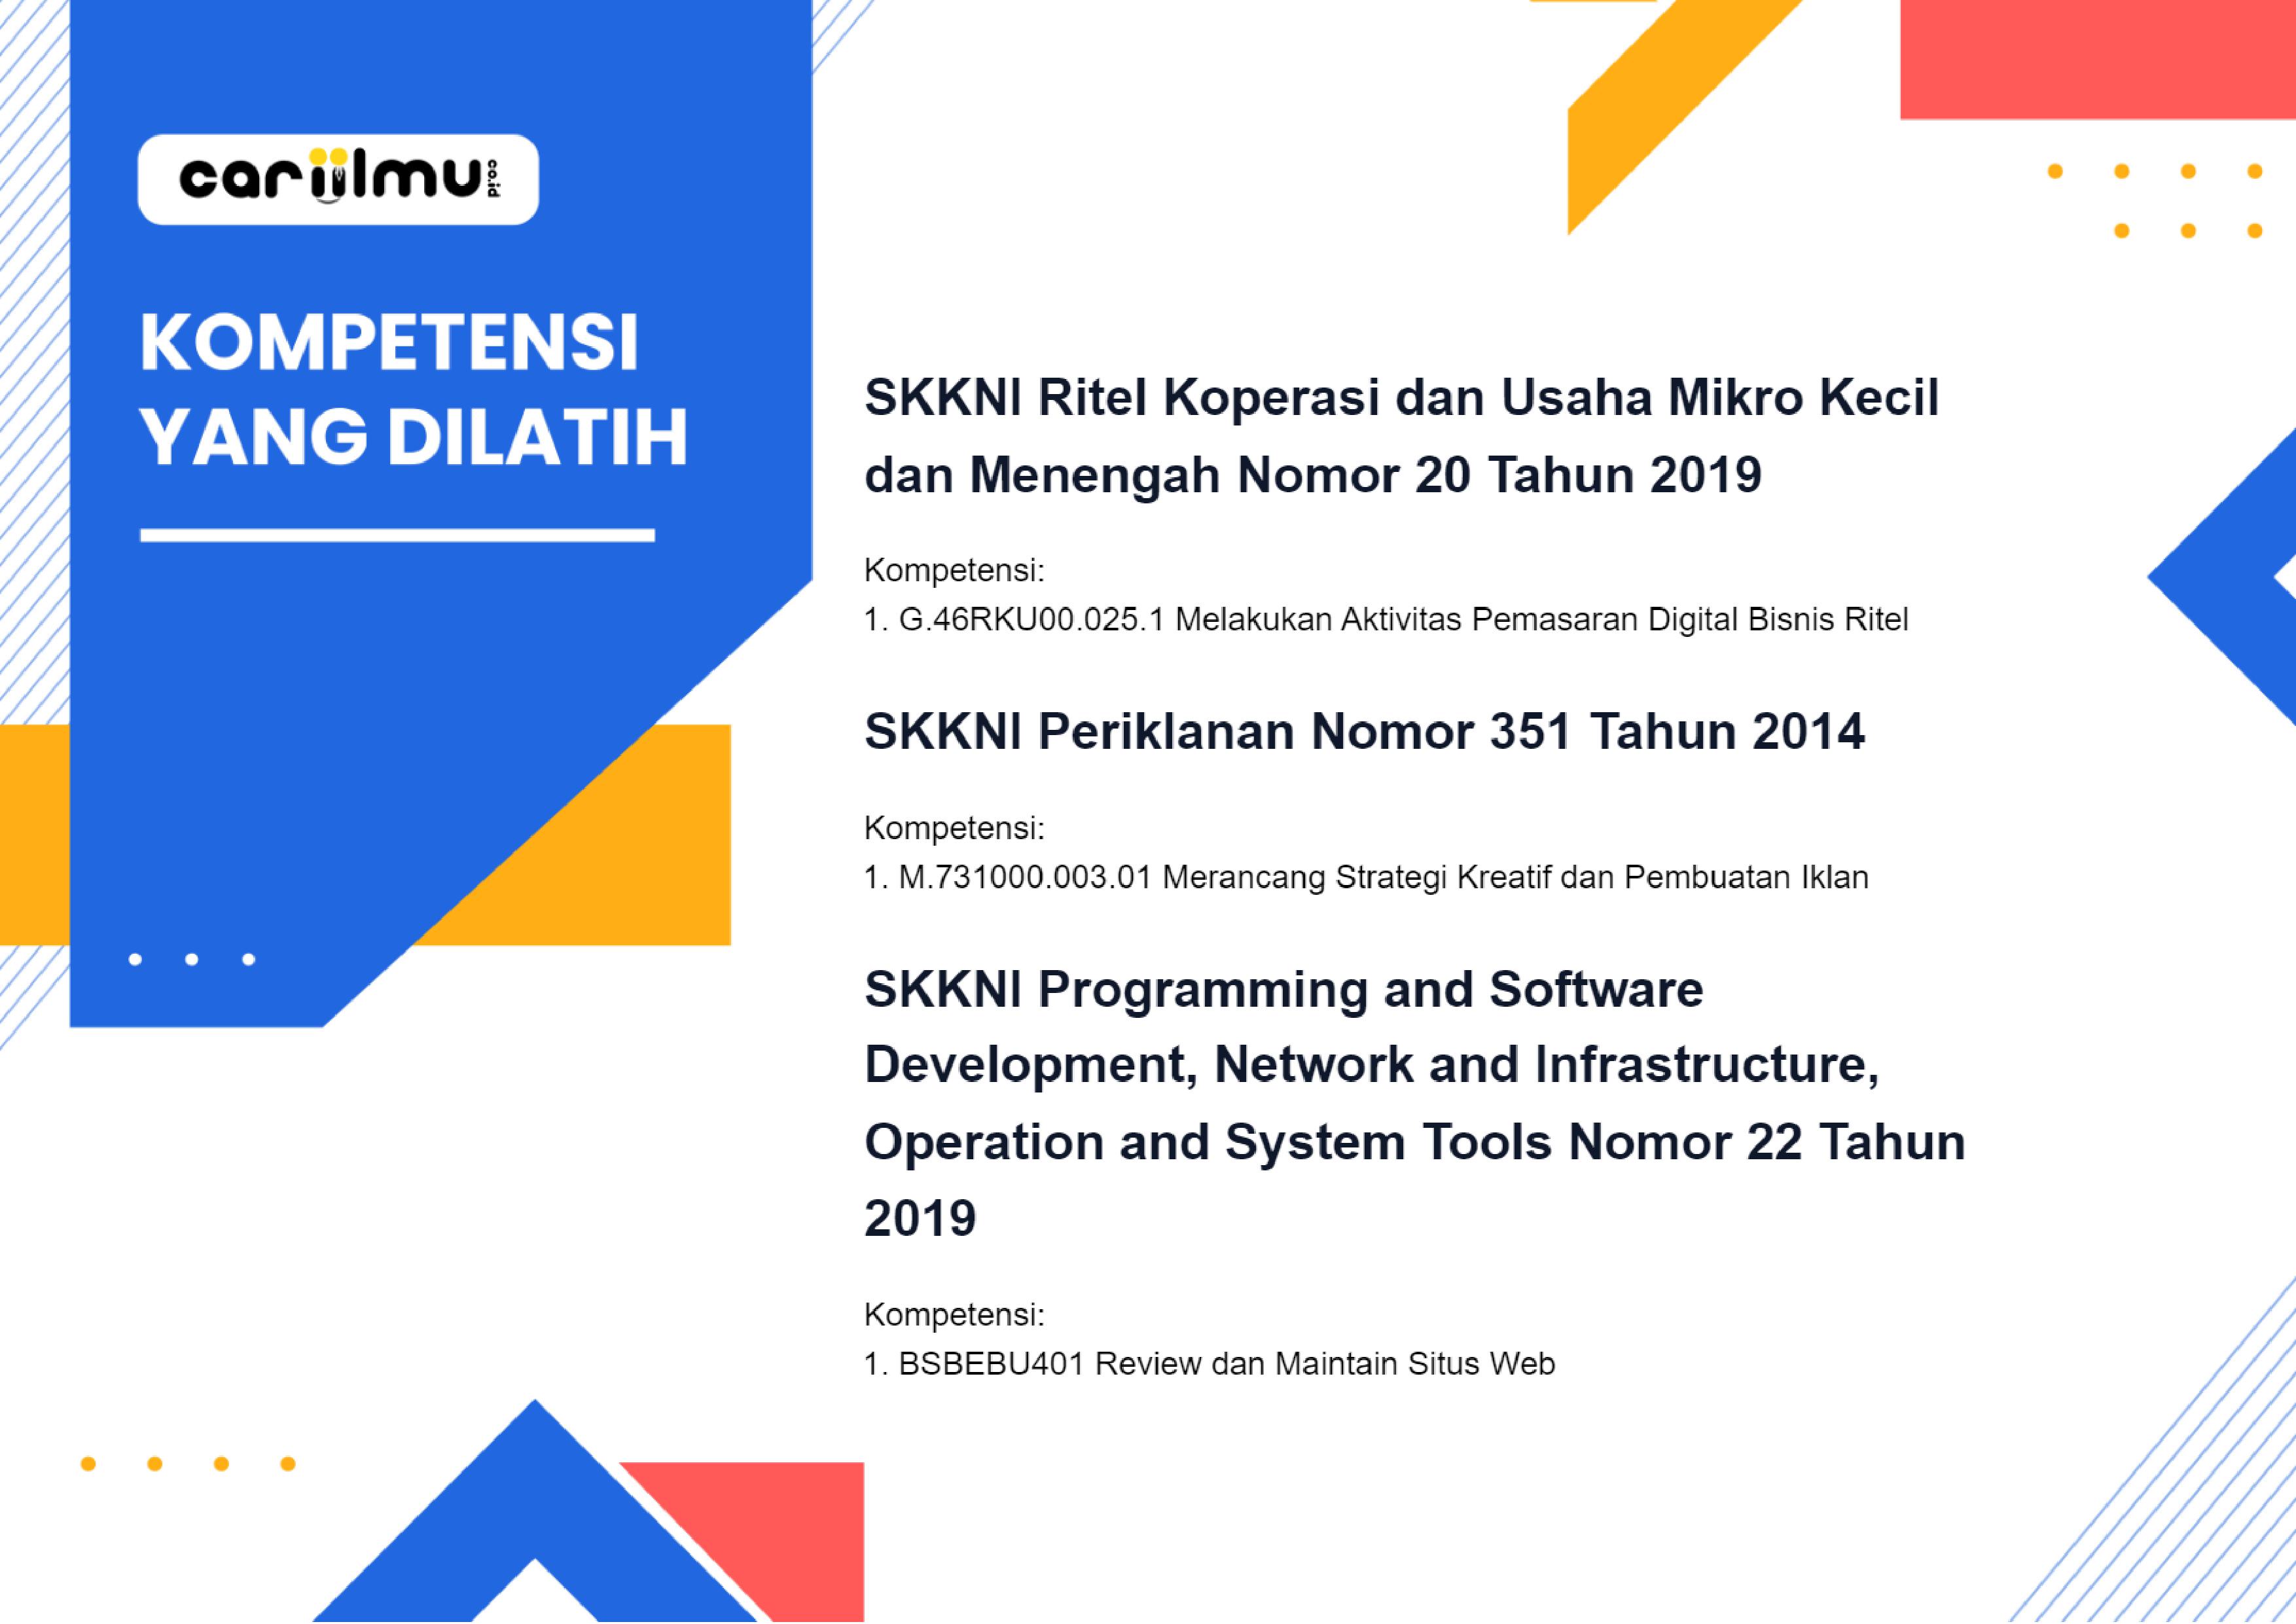 cariilmu co.id
KOMPETENSI
YANG DILATIH
SKKNI Ritel Koperasi dan Usaha Mikro Kecil
dan Menengah Nomor 20 Tahun 2019
Kompetensi:
1. G.46RKU00.025.1 Melakukan Aktivitas Pemasaran Digital Bisnis Ritel
SKKNI Periklanan Nomor 351 Tahun 2014
Kompetensi:
1. M.731000.003.01 Merancang Strategi Kreatif dan Pembuatan Iklan
SKKNI Programming and Software
Development, Network and Infrastructure,
Operation and System Tools Nomor 22 Tahun
2019
Kompetensi:
1. BSBEBU401 Review dan Maintain Situs Web